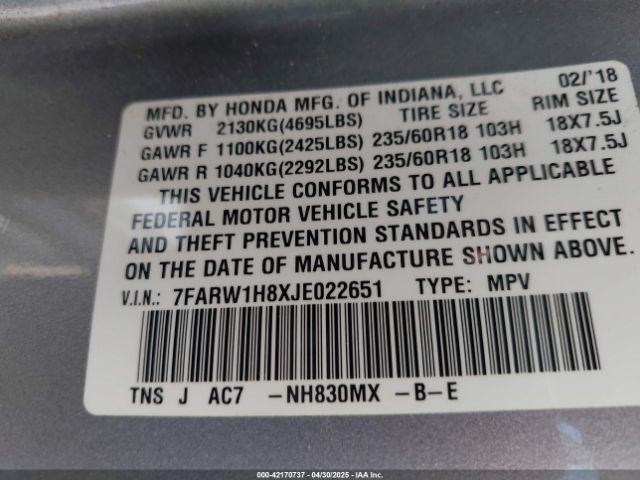 MFD. BY HONDA MFG. OF INDIANA, LLC 02/'18
GVWR 2130KG(4695LBS) TIRE SIZE RIM SIZE
GAWR F 1100KG(2425LBS) 235/60R18 103H 18X7.5J
GAWR R 1040KG(2292LBS) 235/60R18 103H 18X7.5J
THIS VEHICLE CONFORMS TO ALL APPLICABLE
FEDERAL MOTOR VEHICLE SAFETY
AND THEFT PREVENTION STANDARDS IN EFFECT
ON THE DATE OF MANUFACTURE SHOWN ABOVE.
V.I.N.: 7FARW1H8XJE022651 TYPE: MPV
TNS J AC7 -NH830MX -B-E
000-42170737 - 04/30/2025 - IAA Inc.